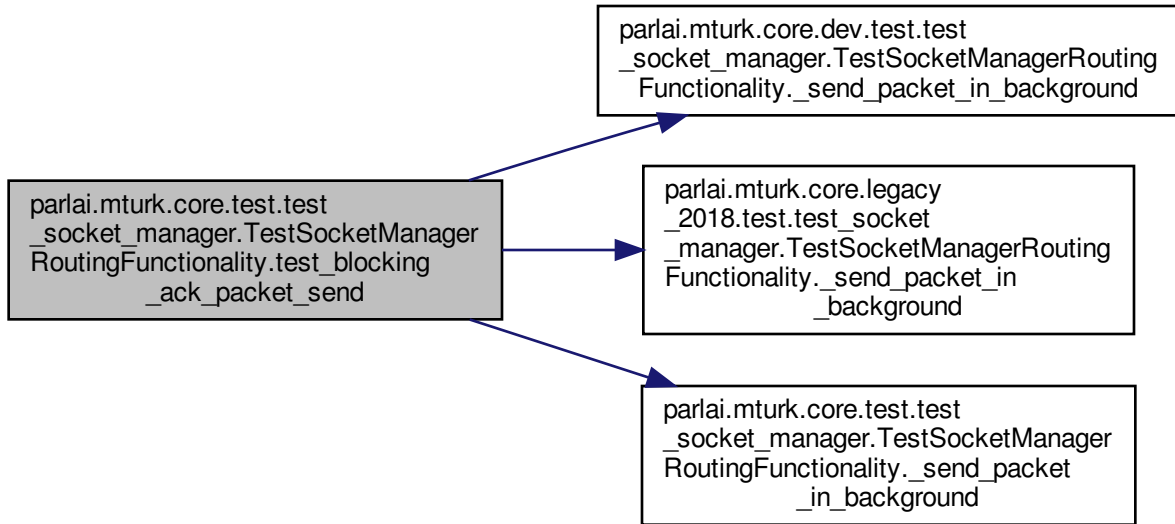 parlai.mturk.core.dev.test.test
_socket_manager.TestSocketManagerRouting
Functionality._send_packet_in_background
parlai.mturk.core.test.test
_socket_manager.TestSocketManager
RoutingFunctionality.test_blocking
_ack_packet_send
parlai.mturk.core.legacy
_2018.test.test_socket
_manager.TestSocketManagerRouting
Functionality._send_packet_in
_background
parlai.mturk.core.test.test
_socket_manager.TestSocketManager
RoutingFunctionality._send_packet
_in_background